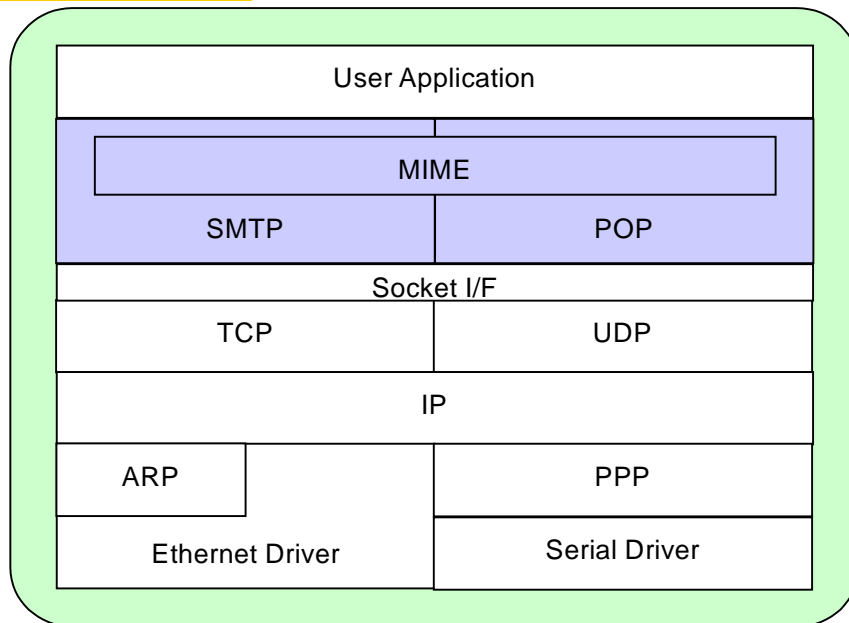 User Application
MIME
SMTP POP
Socket I/F
TCP UDP
IP
ARP PPP
Ethernet Driver Serial Driver